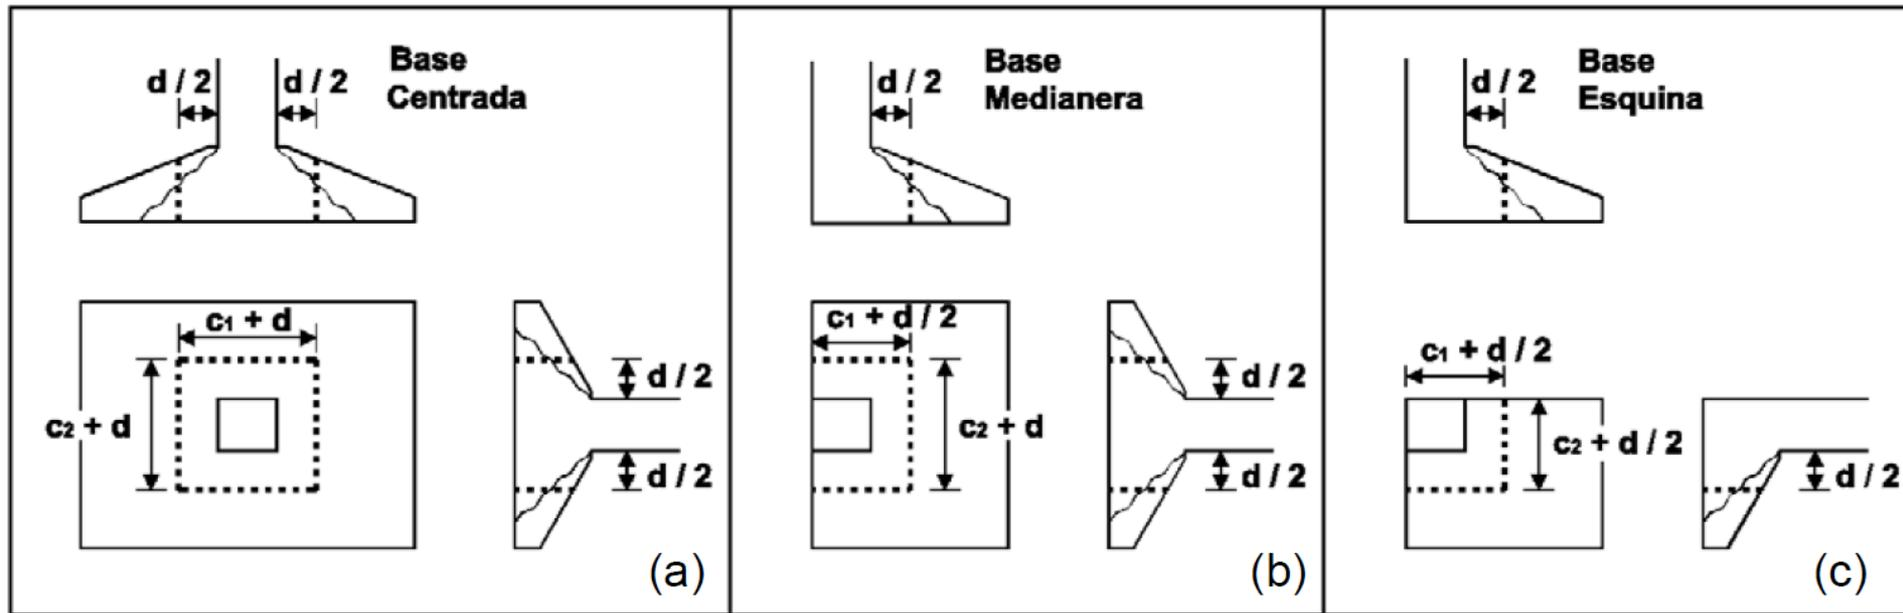 Base
Centrada
d / 2
d / 2
c₁ + d
c₂ + d
d / 2
d / 2
(a)
Base
Medianera
d / 2
c₁ + d / 2
c₂ + d
d / 2
d / 2
(b)
Base
Esquina
d / 2
c₁ + d / 2
c₂ + d / 2
d / 2
(c)